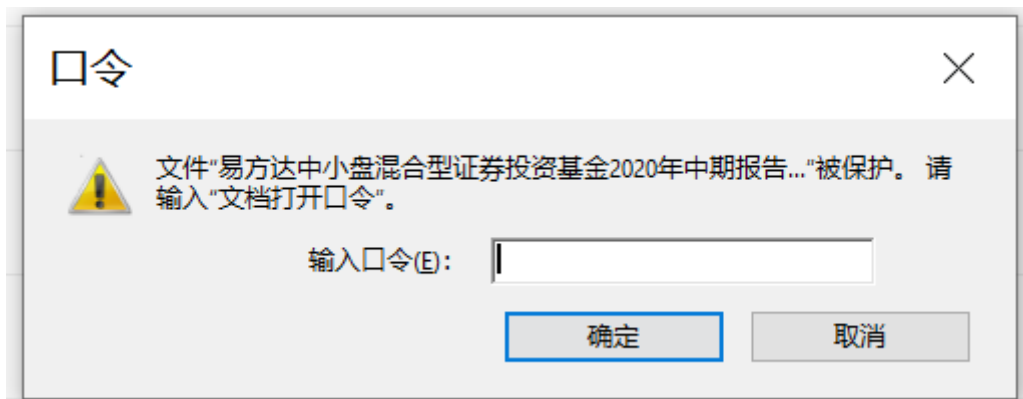 口令
文件“易方达中小盘混合型证券投资基金2020年中期报告...”被保护。 请
输入“文档打开口令”。
输入口令(E)：
确定
取消